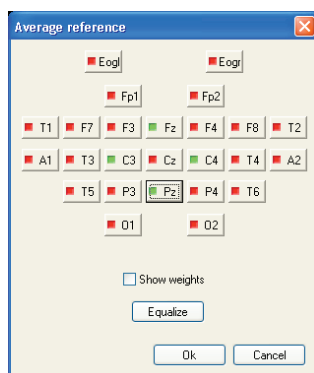 Average reference
Eogl Eogr
Fp1 Fp2
T1 F7 F3 Fz F4 F8 T2
A1 T3 C3 Cz C4 T4 A2
T5 P3 Pz P4 T6
O1 O2
Show weights
Equalize
Ok Cancel